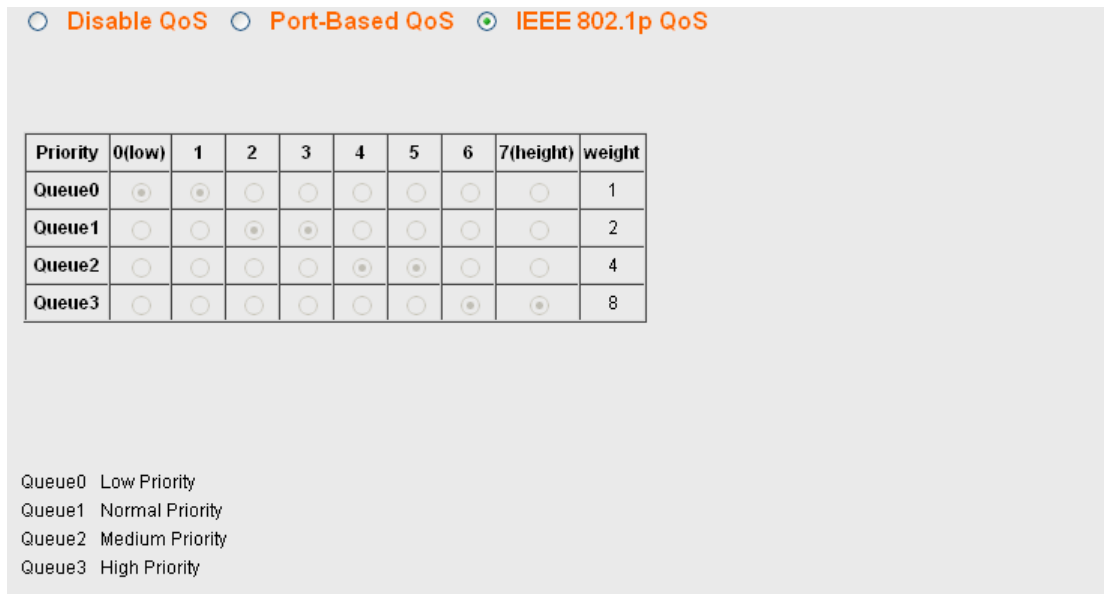 Disable QoS Port-Based QoS IEEE 802.1p QoS
Priority 0(low) 1 2 3 4 5 6 7(height) weight
Queue0 1
Queue1 2
Queue2 4
Queue3 8
Queue0 Low Priority
Queue1 Normal Priority
Queue2 Medium Priority
Queue3 High Priority